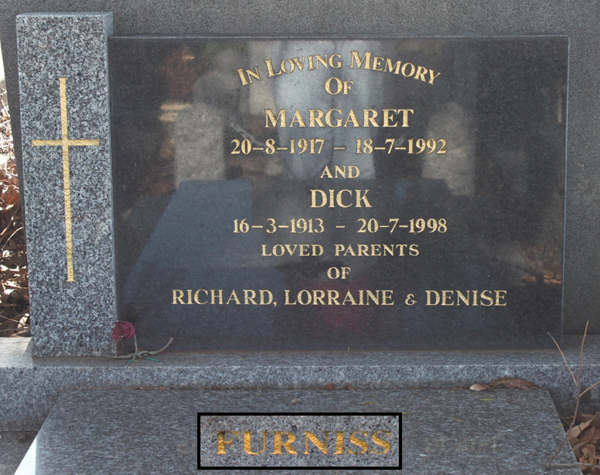 IN LOVING MEMORY
OF
MARGARET
20-8-1917 - 18-7-1992
AND
DICK
16-3-1913 - 20-7-1998
LOVED PARENTS
OF
RICHARD, LORRAINE & DENISE
FURNISS